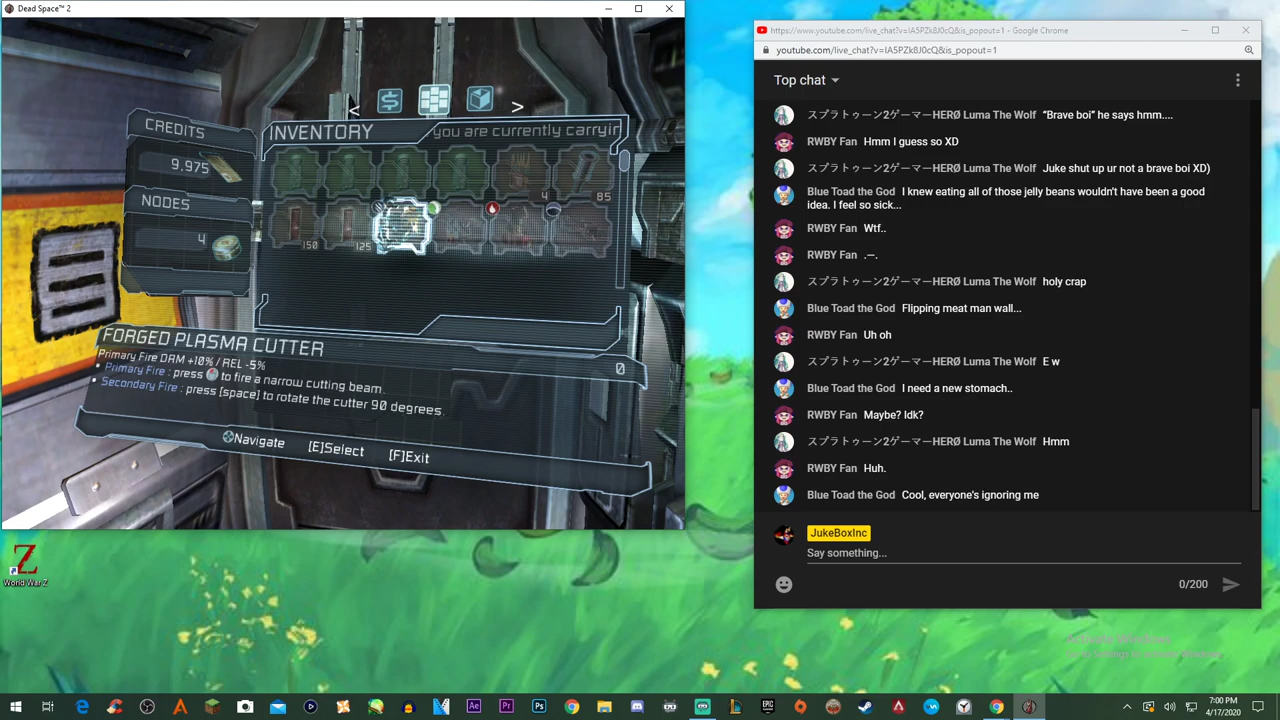 Dead Space™ 2
CREDITS
9,975
NODES
4
INVENTORY
you are currently carryin
4
85
150
125
FORGED PLASMA CUTTER
0
Primary Fire DAM +10% / REL -5%
• Primary Fire : press to fire a narrow cutting beam.
• Secondary Fire : press [space] to rotate the cutter 90 degrees.
Navigate [E]Select [F]Exit
World War Z
https://www.youtube.com/live_chat?v=IA5PZk8J0cQ&is_popout=1 - Google Chrome
youtube.com/live_chat?v=IA5PZk8J0cQ&is_popout=1
Top chat
スプラトゥーン2ゲーマーHERØ Luma The Wolf “Brave boi” he says hmm....
RWBY Fan Hmm I guess so XD
スプラトゥーン2ゲーマーHERØ Luma The Wolf Juke shut up ur not a brave boi XD)
Blue Toad the God I knew eating all of those jelly beans wouldn't have been a good
idea. I feel so sick...
RWBY Fan Wtf..
RWBY Fan .—.
スプラトゥーン2ゲーマーHERØ Luma The Wolf holy crap
Blue Toad the God Flipping meat man wall...
RWBY Fan Uh oh
スプラトゥーン2ゲーマーHERØ Luma The Wolf E w
Blue Toad the God I need a new stomach..
RWBY Fan Maybe? Idk?
スプラトゥーン2ゲーマーHERØ Luma The Wolf Hmm
RWBY Fan Huh.
Blue Toad the God Cool, everyone's ignoring me
JukeBoxInc
Say something...
0/200
Activate Windows
Go to Settings to activate Windows.
Ae
Pr
Ps
EPIC
7:00 PM
4/17/2020